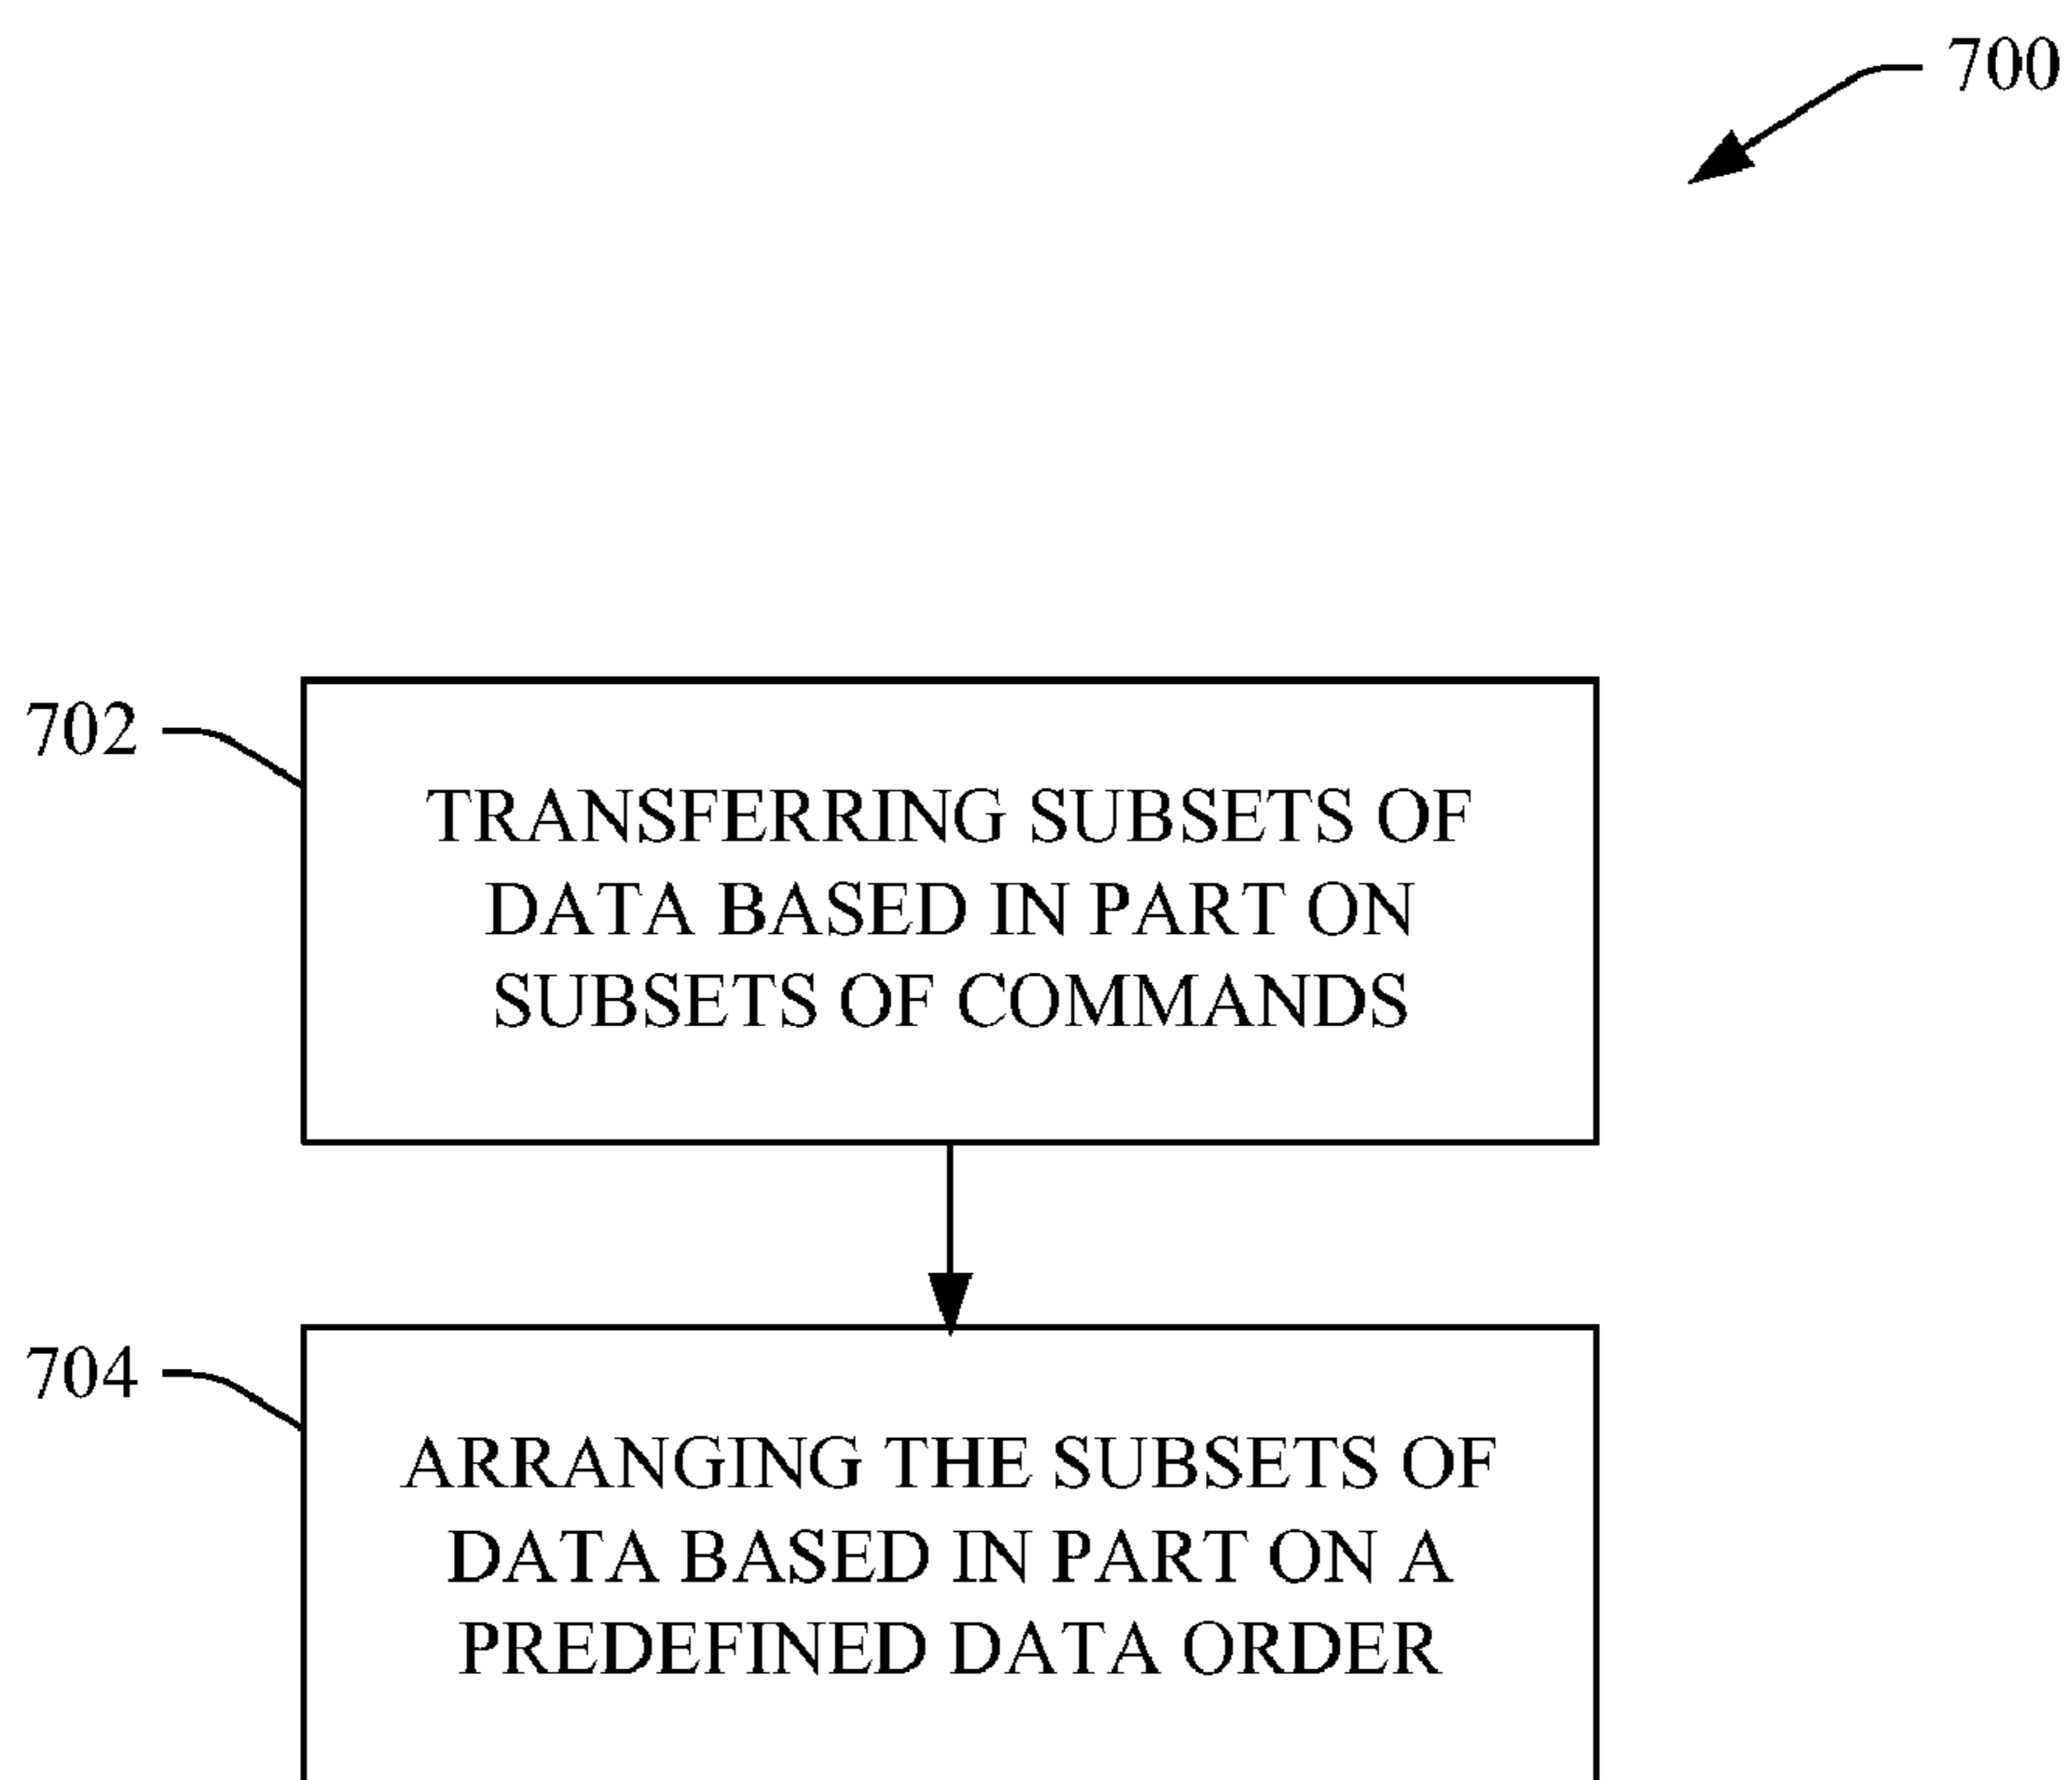 700
702
TRANSFERRING SUBSETS OF
DATA BASED IN PART ON
SUBSETS OF COMMANDS
704
ARRANGING THE SUBSETS OF
DATA BASED IN PART ON A
PREDEFINED DATA ORDER